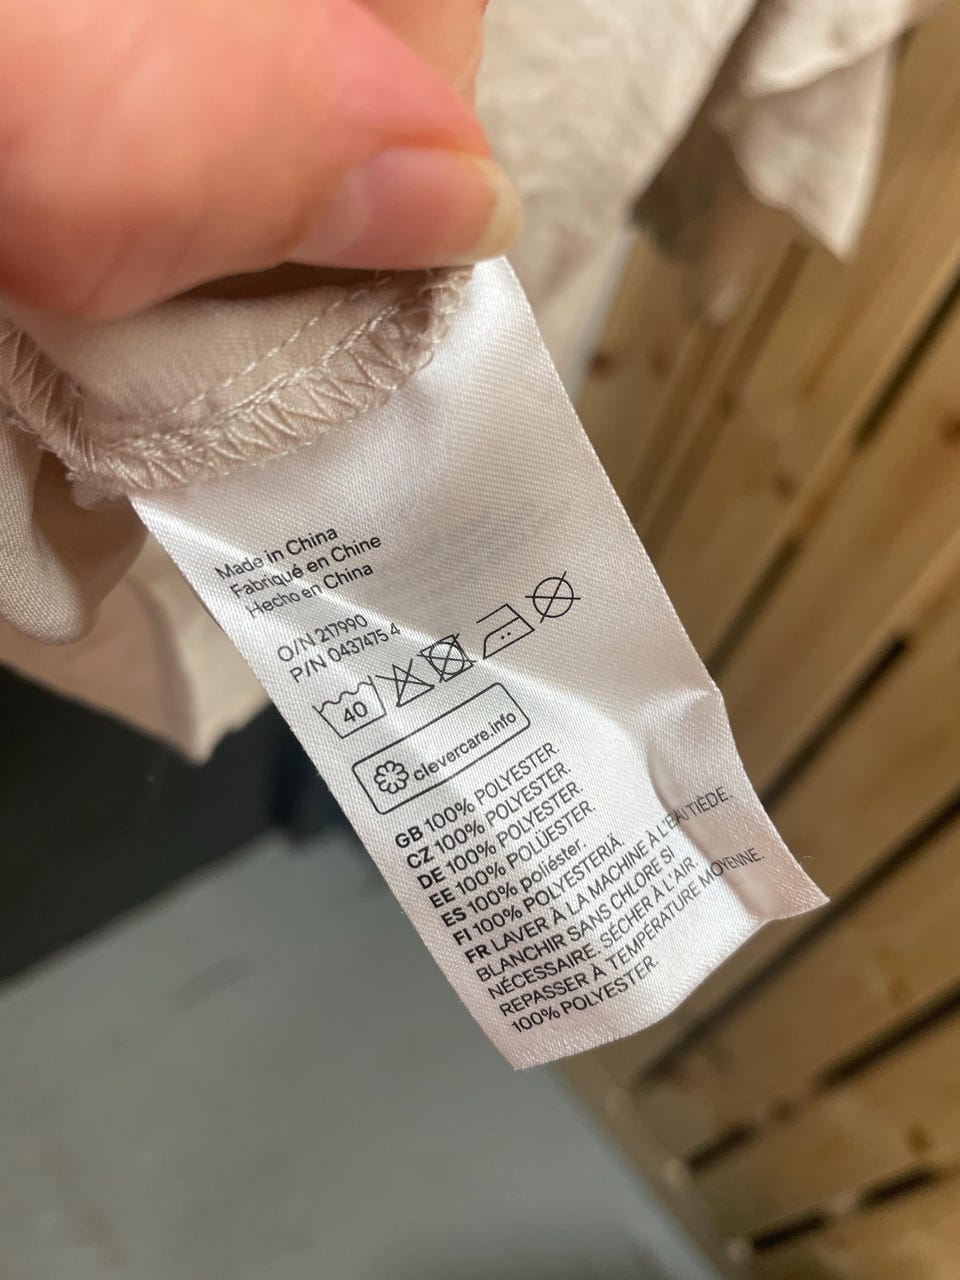 Made in China
Fabriqué en Chine
Hecho en China
O/N 217990
P/N 0437475 4
40
clevercare.info
GB 100% POLYESTER.
CZ 100% POLYESTER.
DE 100% POLYESTER.
EE 100% POLÜESTER.
ES 100% poliéster.
FI 100% POLYESTERIÄ.
FR LAVER À LA MACHINE À L'EAU TIÈDE.
BLANCHIR SANS CHLORE SI
NÉCESSAIRE. SÉCHER À L'AIR.
REPASSER À TEMPÉRATURE MOYENNE.
100% POLYESTER.